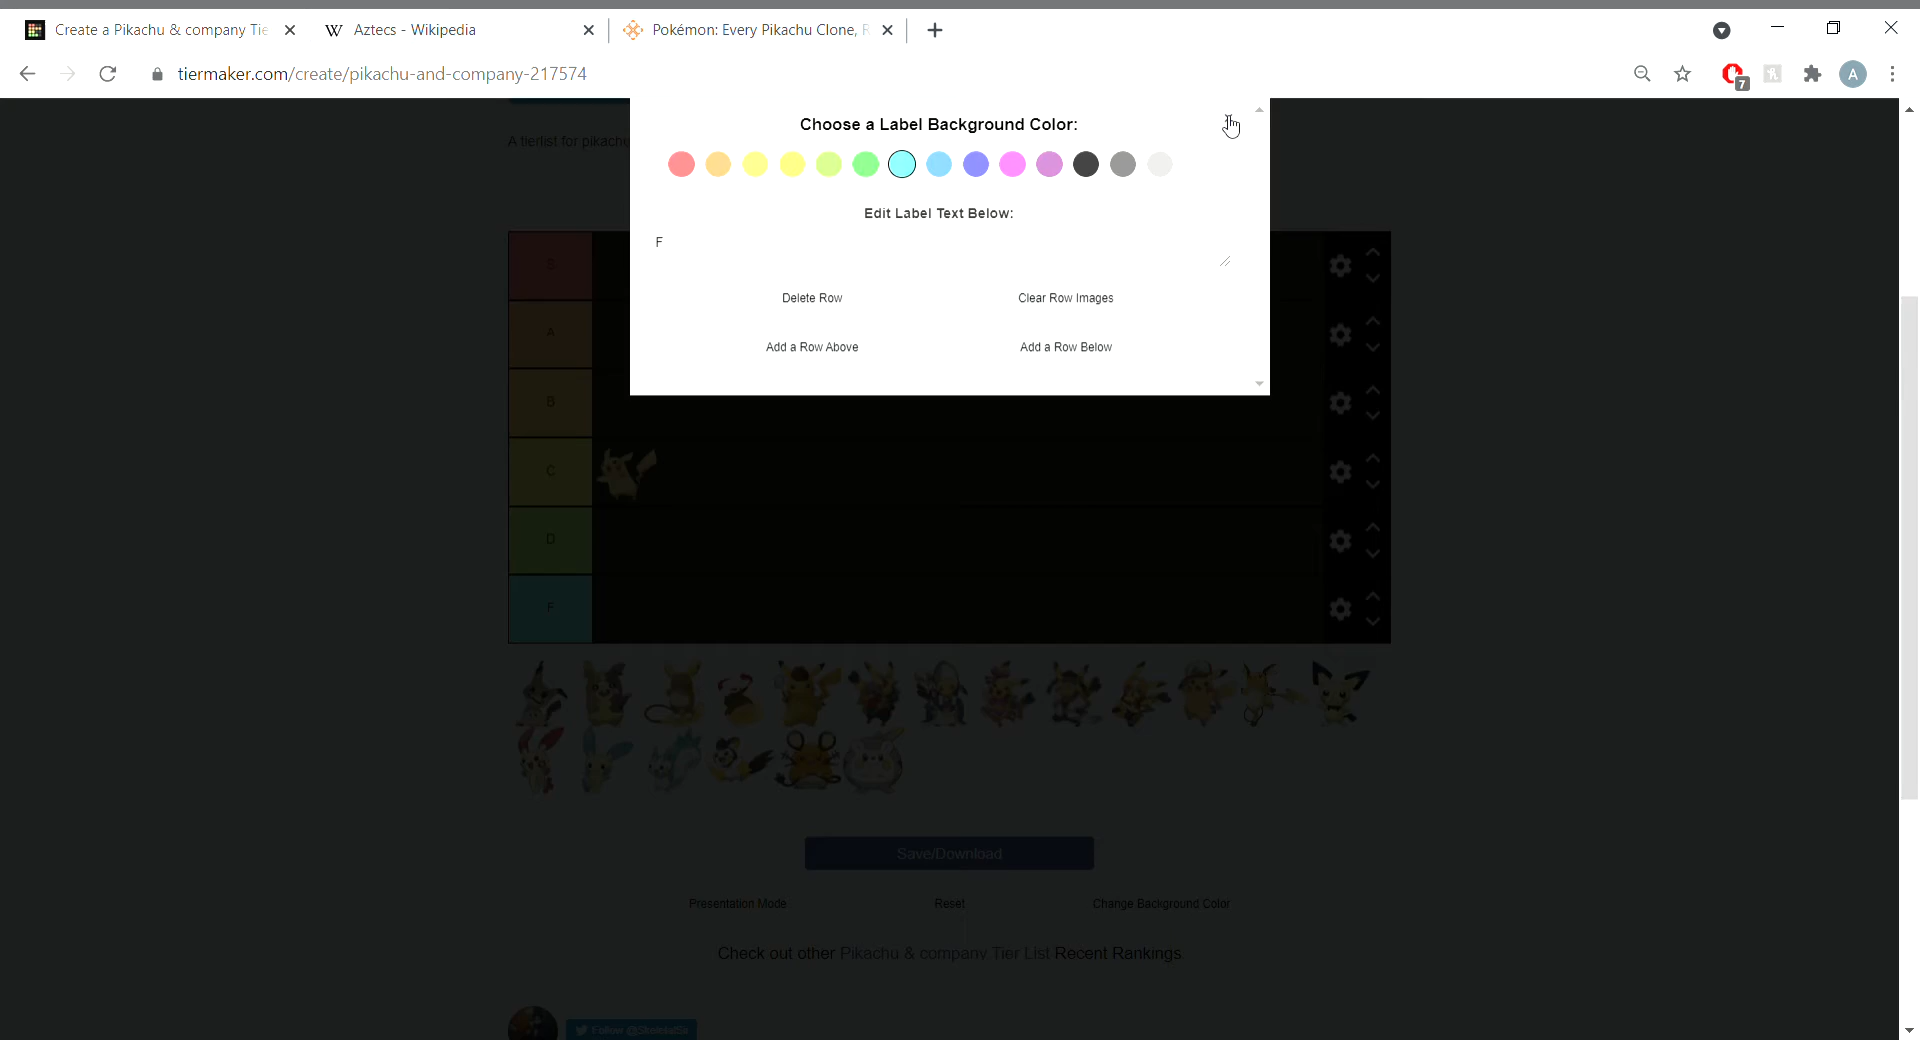 Create a Pikachu & company Tie
Aztecs - Wikipedia
Pokémon: Every Pikachu Clone, R
tiermaker.com/create/pikachu-and-company-217574
7
A
Choose a Label Background Color:
A tierlist for pikachu
Edit Label Text Below:
F
Delete Row
Clear Row Images
Add a Row Above
Add a Row Below
S
A
B
C
D
F
Save/Download
Presentation Mode
Reset
Change Background Color
Check out other Pikachu & company Tier List Recent Rankings
Follow